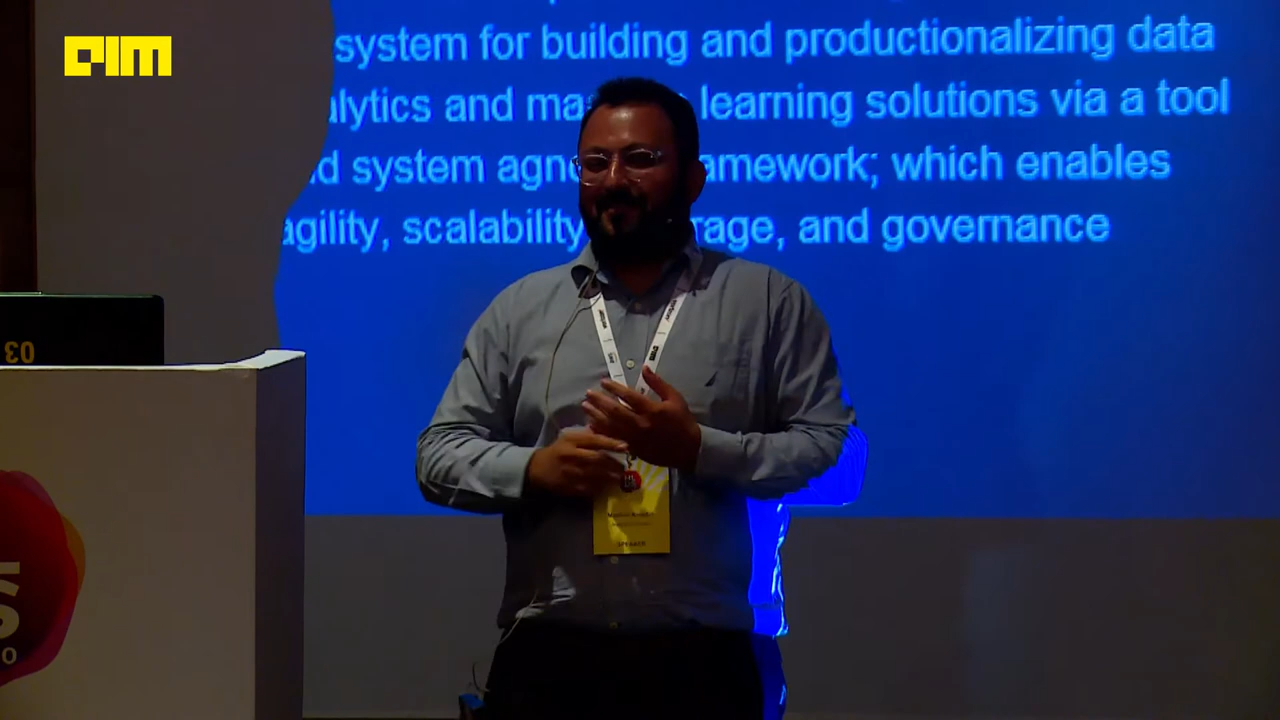 AIM
system for building and productionalizing data
alytics and ma learning solutions via a tool
d system agn amework; which enables
agility, scalability rage, and governance
03
S
O
SPEAKER